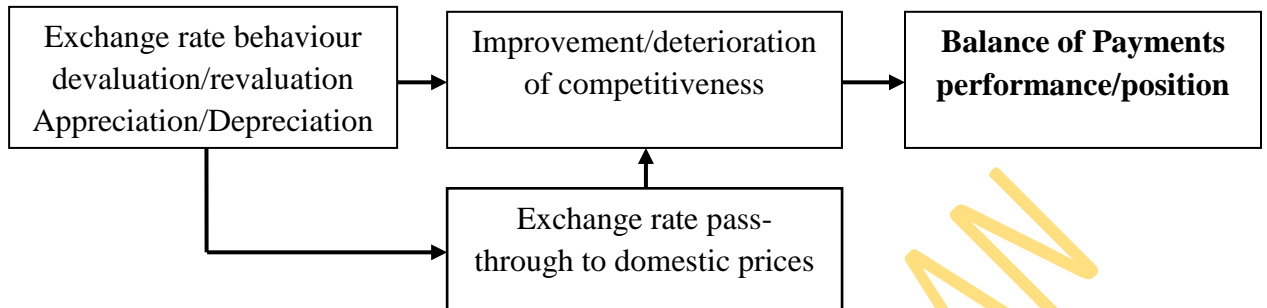 Exchange rate behaviour
devaluation/revaluation
Appreciation/Depreciation
Improvement/deterioration
of competitiveness
Balance of Payments
performance/position
Exchange rate pass-
through to domestic prices